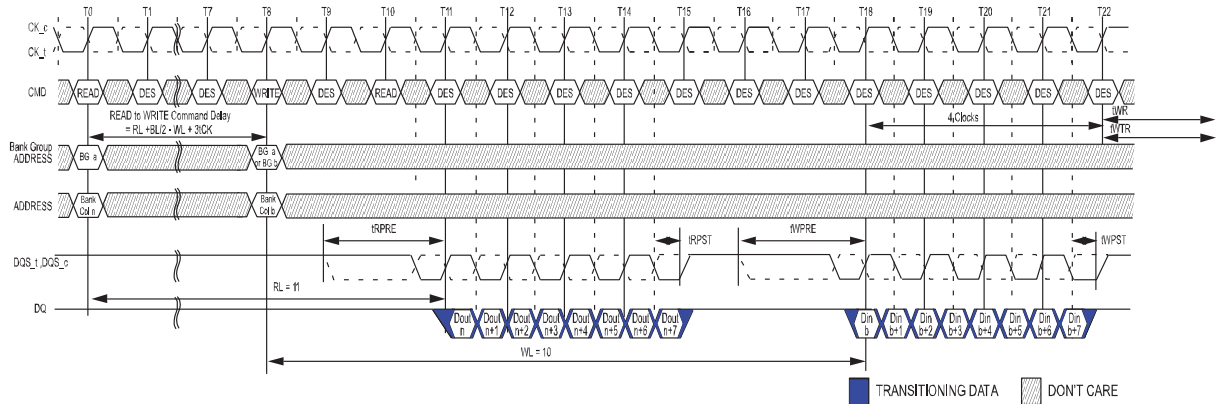 T0 T1 T7 T8 T9 T10 T11 T12 T13 T14 T15 T16 T17 T18 T19 T20 T21 T22
CK_c
CK_t
CMD READ DES DES WRITE DES READ DES DES DES DES DES DES DES DES DES DES DES DES
READ to WRITE Command Delay
= RL +BL/2 - WL + 3tCK
4 Clocks
tWR
tWTR
Bank Group
ADDRESS
BG a
BG a
or BG b
ADDRESS
Bank
Col n
Bank
Col b
tRPRE tRPST tWPRE tWPST
DQS_t,DQS_c
RL = 11
DQ
Dout
n
Dout
n+1
Dout
n+2
Dout
n+3
Dout
n+4
Dout
n+5
Dout
n+6
Dout
n+7
Din
b
Din
b+1
Din
b+2
Din
b+3
Din
b+4
Din
b+5
Din
b+6
Din
b+7
WL = 10
TRANSITIONING DATA
DON'T CARE